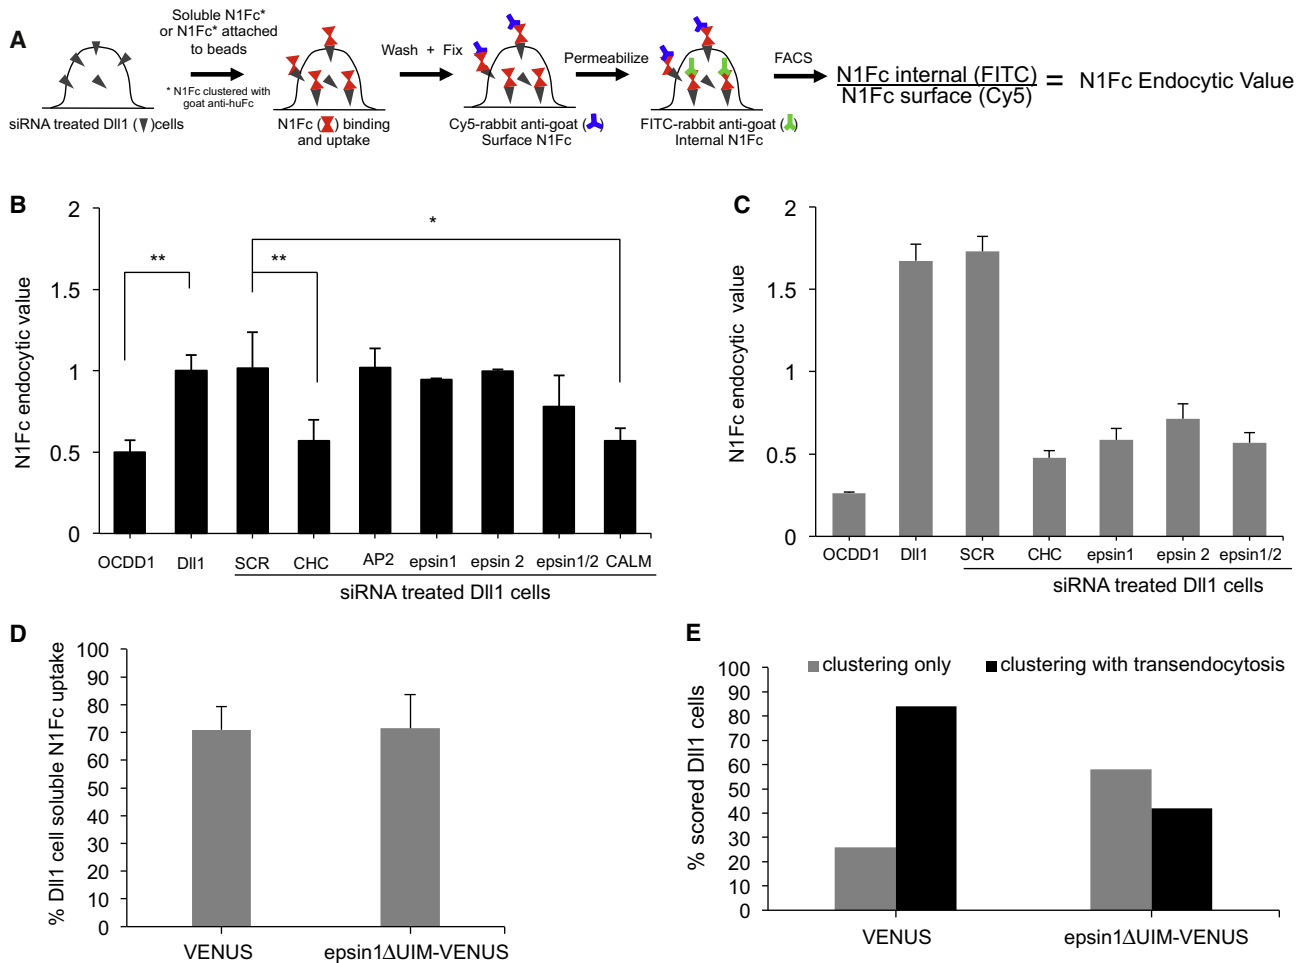 A
Soluble N1Fc*
or N1Fc* attached
to beads
* N1Fc clustered with
goat anti-huFc
siRNA treated Dll1 ( )cells
N1Fc ( ) binding
and uptake
Wash + Fix
Cy5-rabbit anti-goat ( )
Surface N1Fc
Permeabilize
FITC-rabbit anti-goat ( )
Internal N1Fc
FACS
N1Fc internal (FITC)
N1Fc surface (Cy5)
= N1Fc Endocytic Value
B
N1Fc endocytic value
2
1.5
1
0.5
0
**
**
*
OCDD1 Dll1 SCR CHC AP2 epsin1 epsin 2 epsin1/2 CALM
siRNA treated Dll1 cells
C
N1Fc endocytic value
2
1.5
1
0.5
0
OCDD1 Dll1 SCR CHC epsin1 epsin 2 epsin1/2
siRNA treated Dll1 cells
D
% Dll1 cell soluble N1Fc uptake
100
90
80
70
60
50
40
30
20
10
0
VENUS epsin1ΔUIM-VENUS
E
clustering only clustering with transendocytosis
% scored Dll1 cells
100
90
80
70
60
50
40
30
20
10
0
VENUS epsin1ΔUIM-VENUS